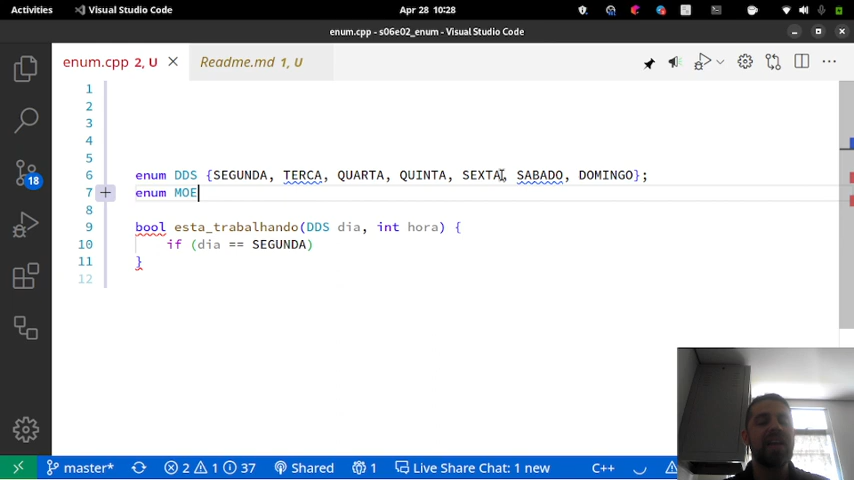 Activities Visual Studio Code Apr 28 10:28
enum.cpp - s06e02_enum - Visual Studio Code
enum.cpp 2, U Readme.md 1, U
1
2
3
4
5
6 enum DDS {SEGUNDA, TERCA, QUARTA, QUINTA, SEXTA, SABADO, DOMINGO};
7 enum MOE
8
9 bool esta_trabalhando(DDS dia, int hora) {
10 if (dia == SEGUNDA)
11 }
12
18
master* 2 1 37 Shared 1 Live Share Chat: 1 new C++